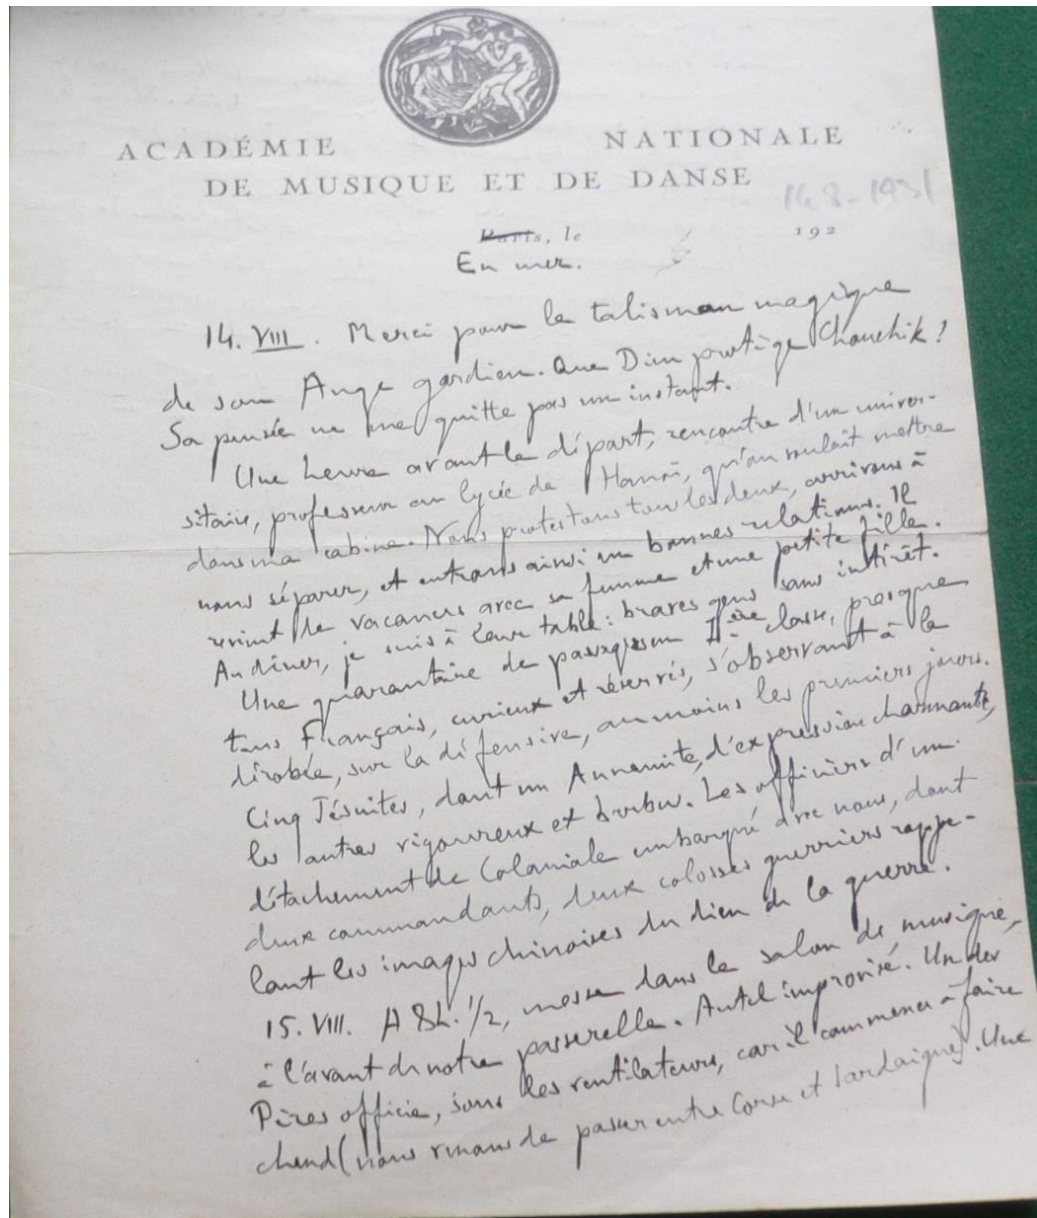 ACADÉMIE NATIONALE
DE MUSIQUE ET DE DANSE
14-8-1931
Paris, le 192
En mer.
14. VIII. Merci pour le talisman magique
de son Ange gardien. Que Dieu protège Chouchik !
Sa pensée ne me quitte pas un instant.
Une heure avant le départ, rencontre d'un univer-
sitaire, professeur au lycée de Hanoï, qu'on voulait mettre
dans ma cabine. Nous protestons tous les deux, arrivons à
nous séparer, et entrons ainsi en bonnes relations. Il
revient de vacances avec sa femme et une petite fille.
Au dîner, je suis à leur table : braves gens sans intérêt.
Une quarantaine de passagers en Ière classe, presque
tous Français, curieux et réservés, s'observant à la
dérobée, sur la défensive, au moins les premiers jours.
Cinq Jésuites, dont un Annamite, d'expression charmante,
les autres rigoureux et barbus. Les officiers d'un
détachement de Coloniale embarqué avec nous, dont
deux commandants, deux colosses guerriers rappe-
lant les images chinoises du dieu de la guerre.
15. VIII. A 8h. 1/2, messe dans le salon de musique,
à l'avant de notre passerelle. Autel improvisé. Un des
Pères officie, sous les ventilateurs, car il commence à faire
chaud (nous venons de passer entre Corse et Sardaigne). Une